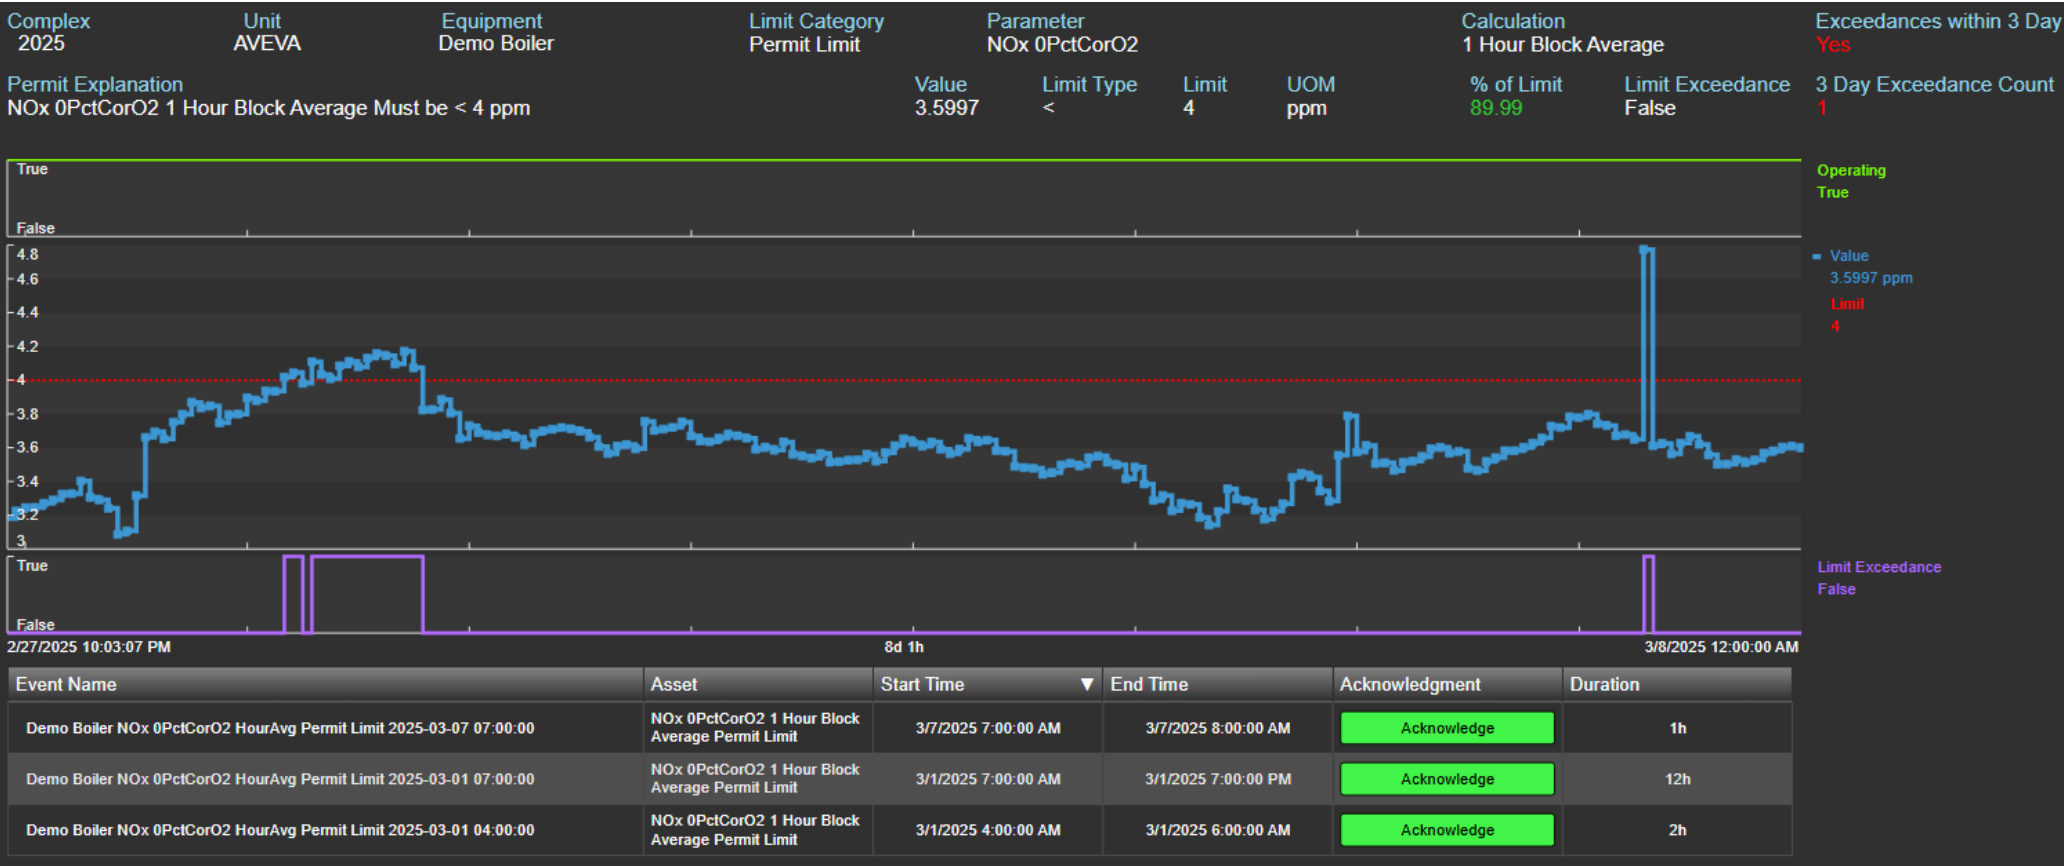 Complex Unit Equipment Limit Category Parameter Calculation Exceedances within 3 Day
2025 AVEVA Demo Boiler Permit Limit NOx 0PctCorO2 1 Hour Block Average Yes
Permit Explanation Value Limit Type Limit UOM % of Limit Limit Exceedance 3 Day Exceedance Count
NOx 0PctCorO2 1 Hour Block Average Must be < 4 ppm 3.5997 < 4 ppm 89.99 False 1
True
False
Operating
True
4.8
4.6
4.4
4.2
4
3.8
3.6
3.4
3.2
3
Value
3.5997 ppm
Limit
4
True
False
Limit Exceedance
False
2/27/2025 10:03:07 PM 8d 1h 3/8/2025 12:00:00 AM
Event Name Asset Start Time ▼ End Time Acknowledgment Duration
Demo Boiler NOx 0PctCorO2 HourAvg Permit Limit 2025-03-07 07:00:00 NOx 0PctCorO2 1 Hour Block
Average Permit Limit 3/7/2025 7:00:00 AM 3/7/2025 8:00:00 AM Acknowledge 1h
Demo Boiler NOx 0PctCorO2 HourAvg Permit Limit 2025-03-01 07:00:00 NOx 0PctCorO2 1 Hour Block
Average Permit Limit 3/1/2025 7:00:00 AM 3/1/2025 7:00:00 PM Acknowledge 12h
Demo Boiler NOx 0PctCorO2 HourAvg Permit Limit 2025-03-01 04:00:00 NOx 0PctCorO2 1 Hour Block
Average Permit Limit 3/1/2025 4:00:00 AM 3/1/2025 6:00:00 AM Acknowledge 2h